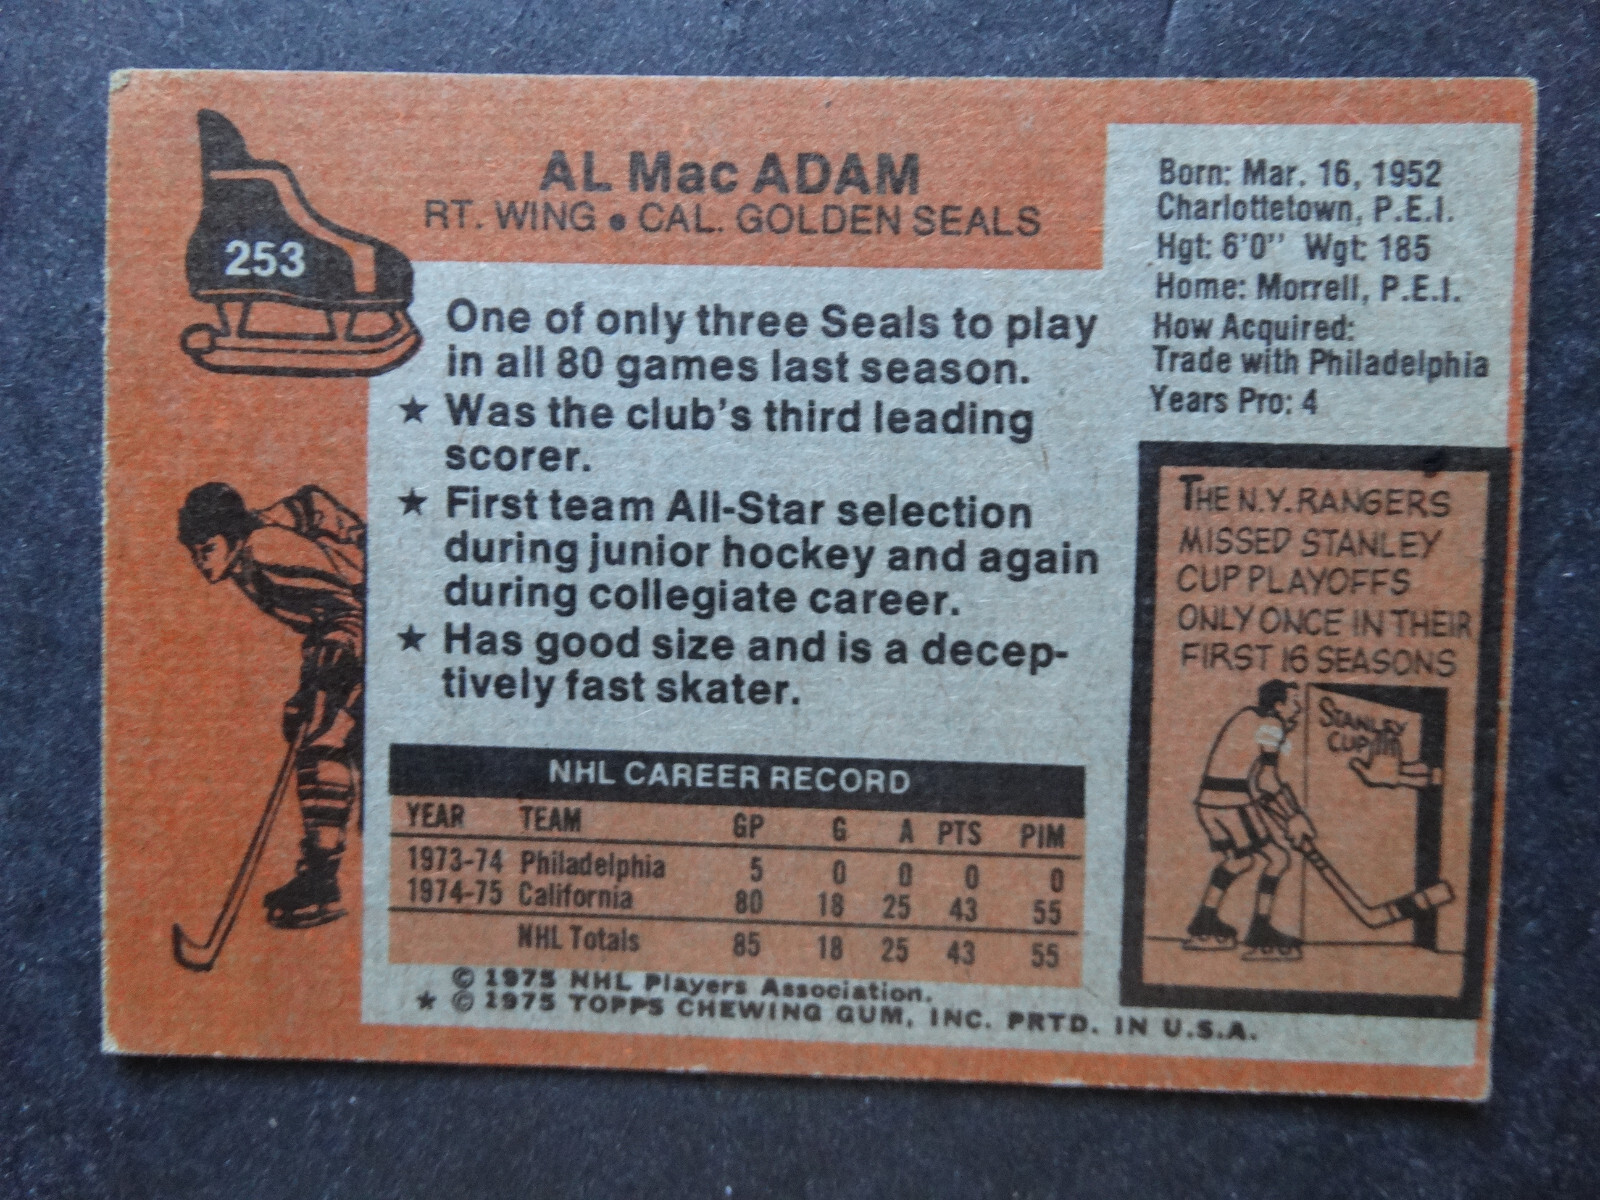 253
AL Mac ADAM
RT. WING • CAL. GOLDEN SEALS
One of only three Seals to play
in all 80 games last season.
★ Was the club's third leading
scorer.
★ First team All-Star selection
during junior hockey and again
during collegiate career.
★ Has good size and is a decep-
tively fast skater.
Born: Mar. 16, 1952
Charlottetown, P.E.I.
Hgt: 6'0" Wgt: 185
Home: Morrell, P.E.I.
How Acquired:
Trade with Philadelphia
Years Pro: 4
THE N.Y. RANGERS
MISSED STANLEY
CUP PLAYOFFS
ONLY ONCE IN THEIR
FIRST 16 SEASONS
STANLEY
CUP
NHL CAREER RECORD
YEAR TEAM GP G A PTS PIM
1973-74 Philadelphia 5 0 0 0 0
1974-75 California 80 18 25 43 55
NHL Totals 85 18 25 43 55
© 1975 NHL Players Association.
★ © 1975 TOPPS CHEWING GUM, INC. PRTD. IN U.S.A.